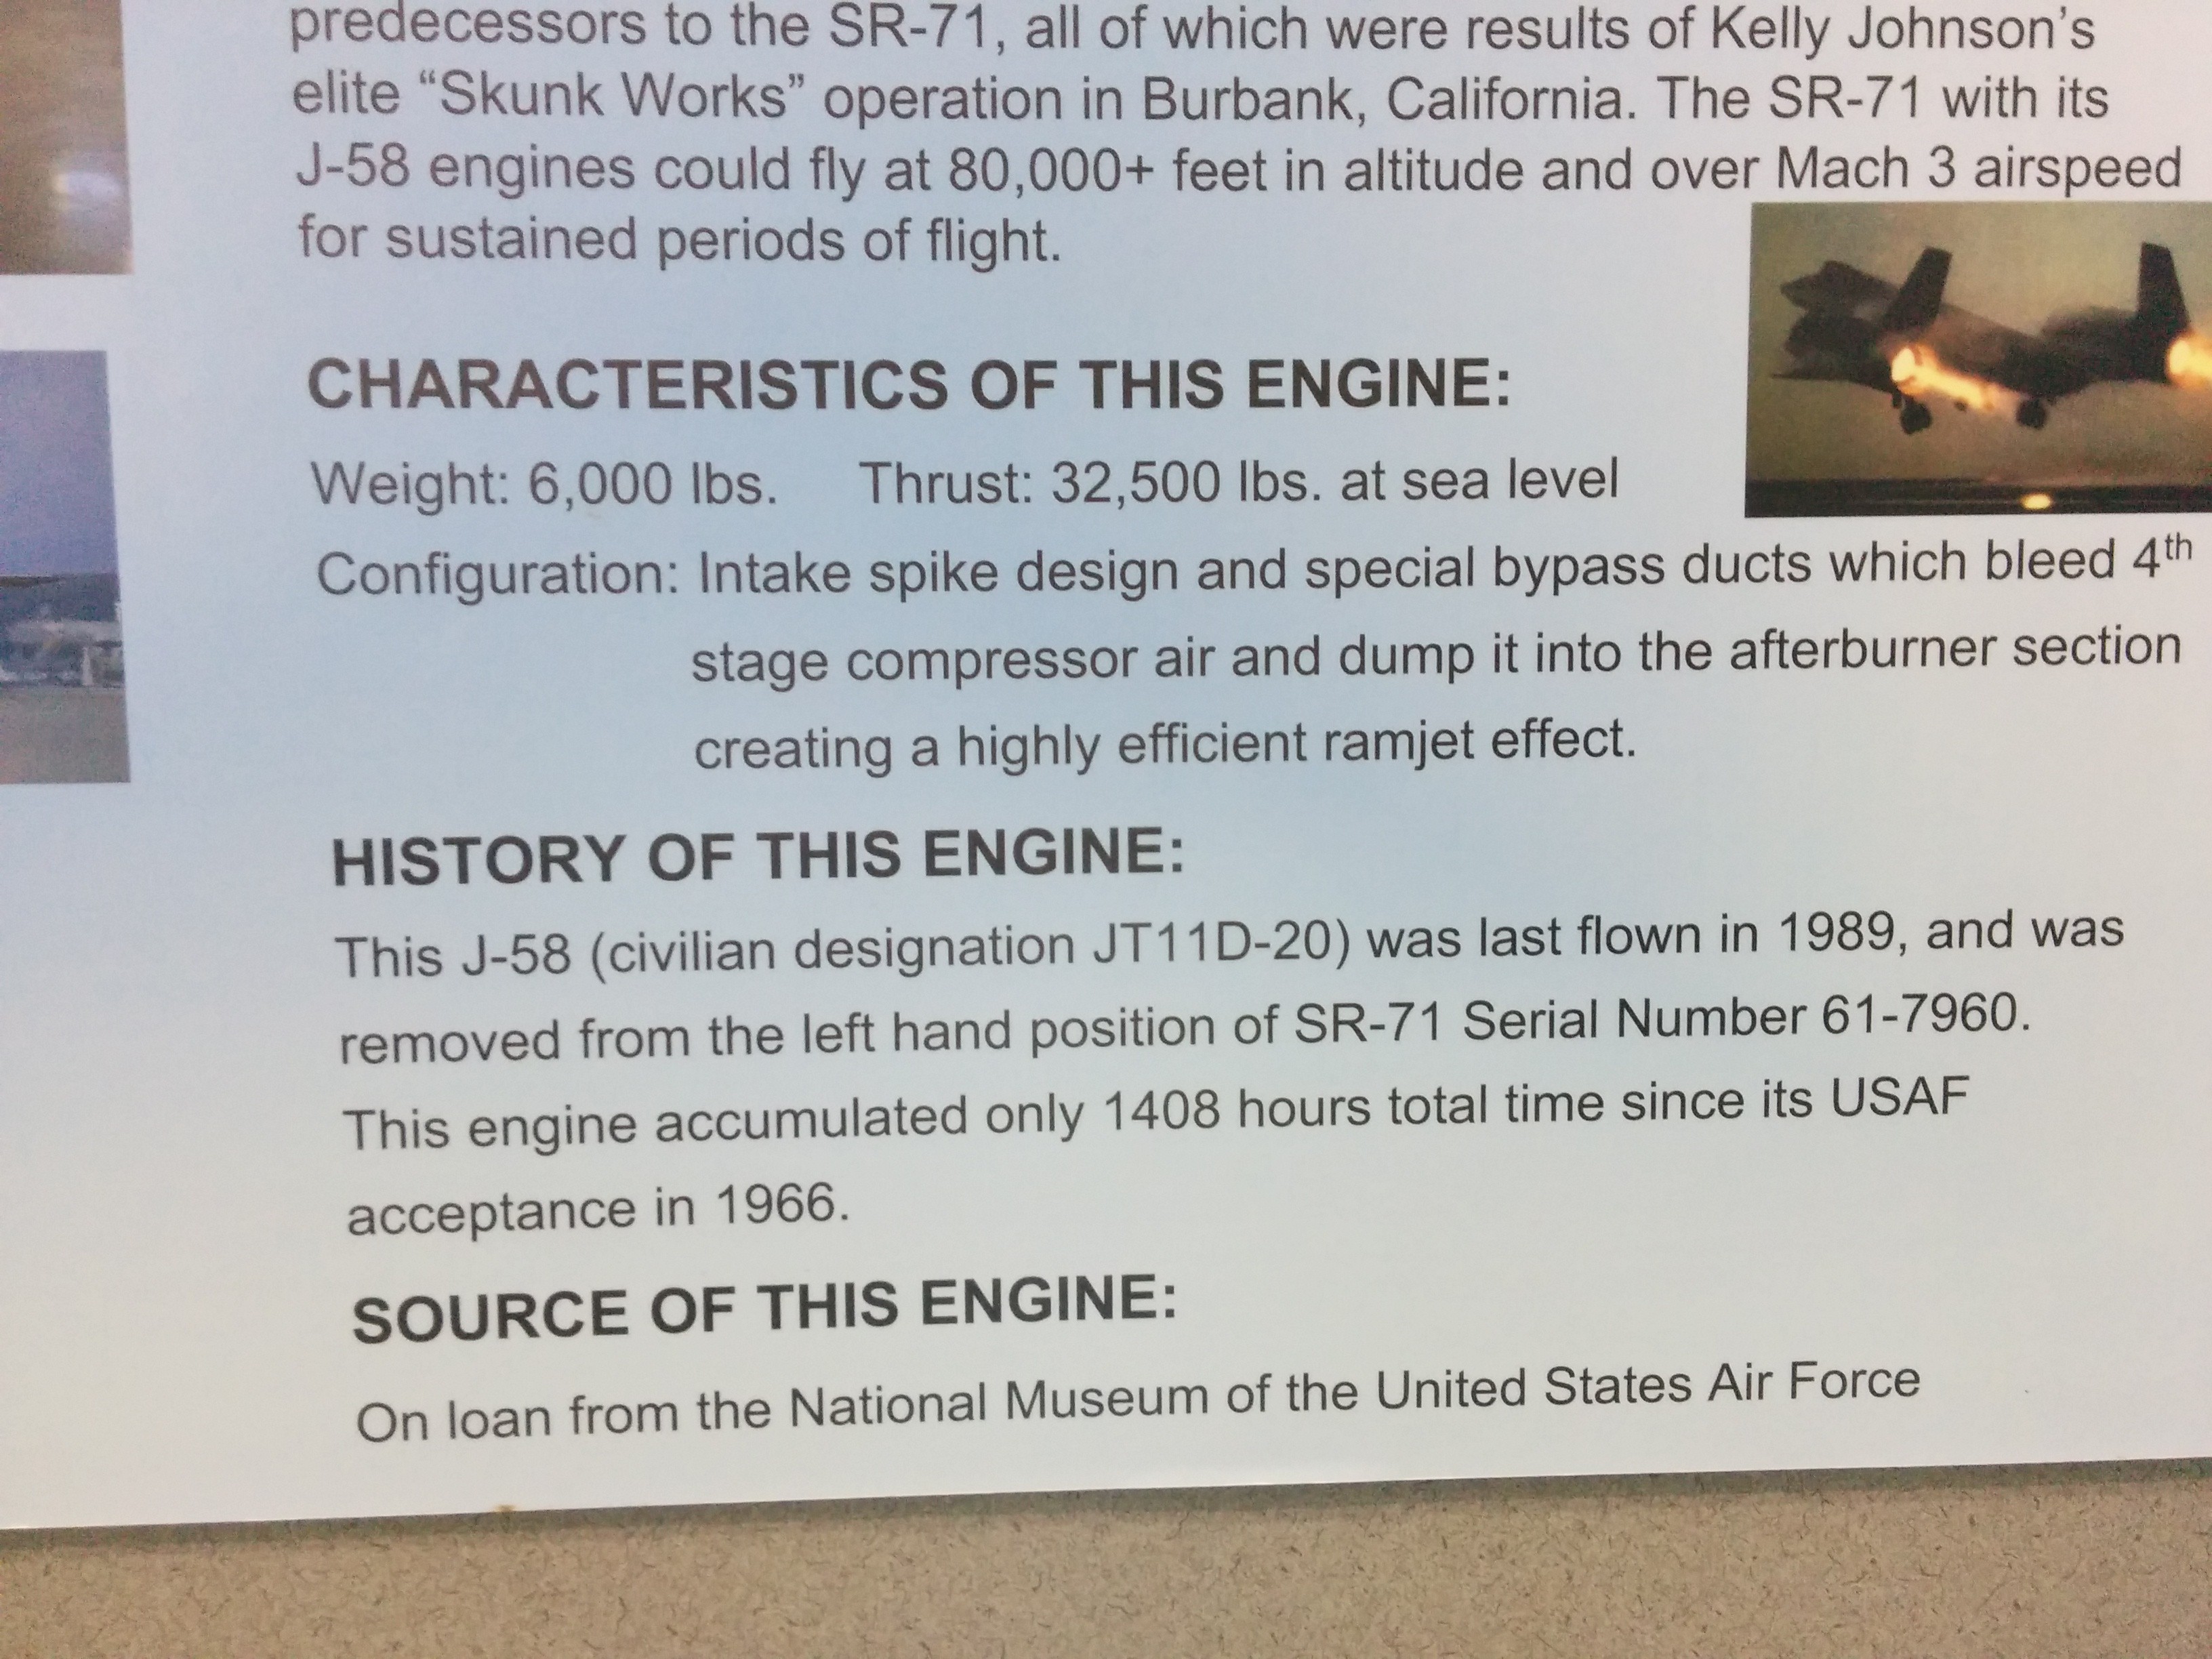 predecessors to the SR-71, all of which were results of Kelly Johnson's
elite “Skunk Works” operation in Burbank, California. The SR-71 with its
J-58 engines could fly at 80,000+ feet in altitude and over Mach 3 airspeed
for sustained periods of flight.
CHARACTERISTICS OF THIS ENGINE:
Weight: 6,000 lbs. Thrust: 32,500 lbs. at sea level
Configuration: Intake spike design and special bypass ducts which bleed 4th
stage compressor air and dump it into the afterburner section
creating a highly efficient ramjet effect.
HISTORY OF THIS ENGINE:
This J-58 (civilian designation JT11D-20) was last flown in 1989, and was
removed from the left hand position of SR-71 Serial Number 61-7960.
This engine accumulated only 1408 hours total time since its USAF
acceptance in 1966.
SOURCE OF THIS ENGINE:
On loan from the National Museum of the United States Air Force